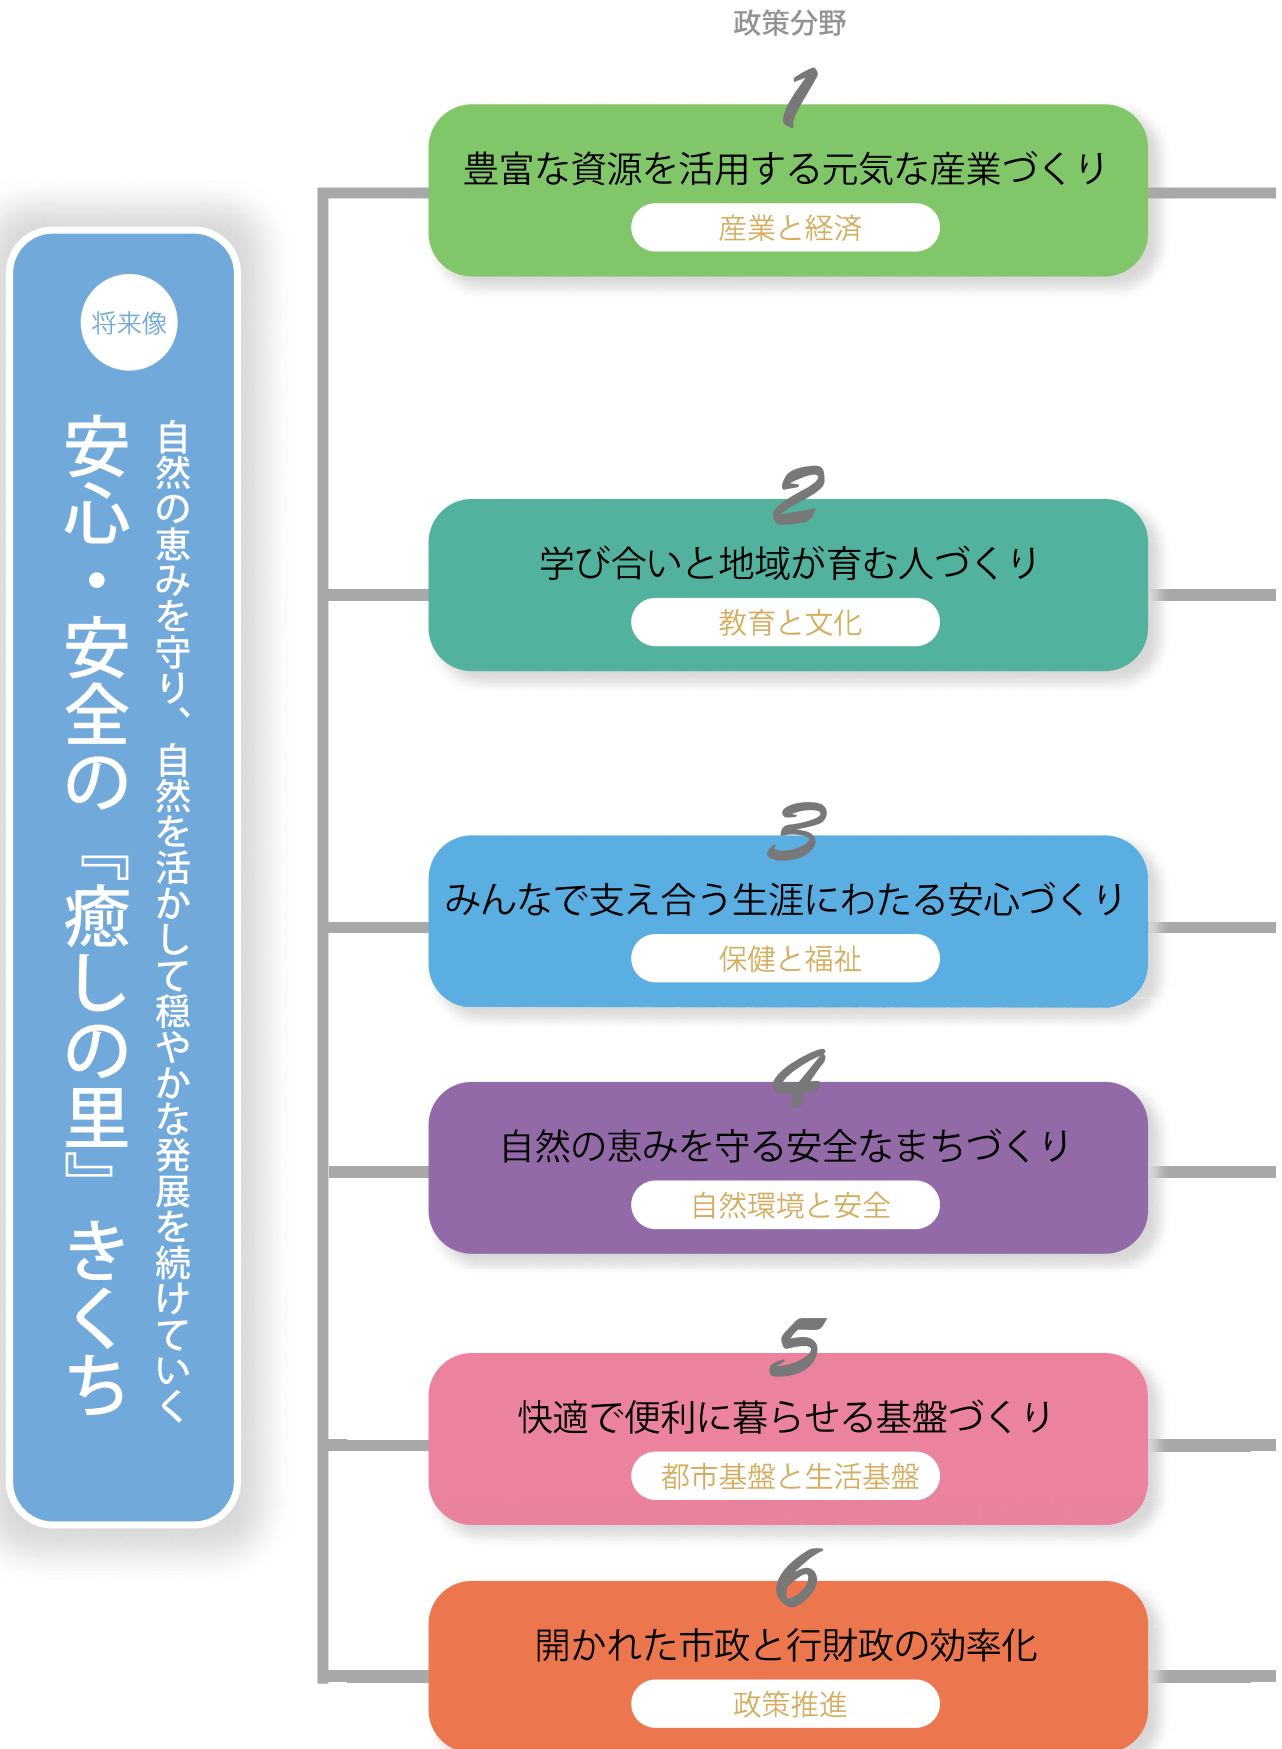 政策分野
将来像
自然の恵みを守り、自然を活かして穏やかな発展を続けていく
安心・安全の『癒しの里』きくち
1
豊富な資源を活用する元気な産業づくり
産業と経済
2
学び合いと地域が育む人づくり
教育と文化
3
みんなで支え合う生涯にわたる安心づくり
保健と福祉
4
自然の恵みを守る安全なまちづくり
自然環境と安全
5
快適で便利に暮らせる基盤づくり
都市基盤と生活基盤
6
開かれた市政と行財政の効率化
政策推進